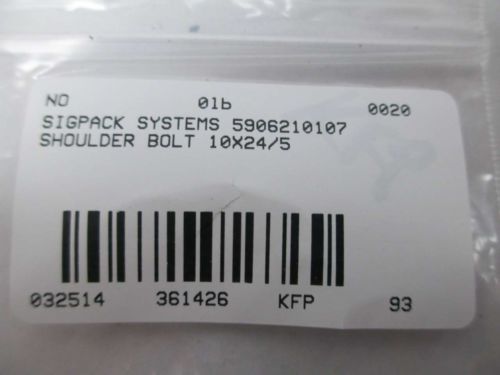 NO 01b 0020
SIGPACK SYSTEMS 5906210107
SHOULDER BOLT 10X24/5
032514 361426 KFP 93